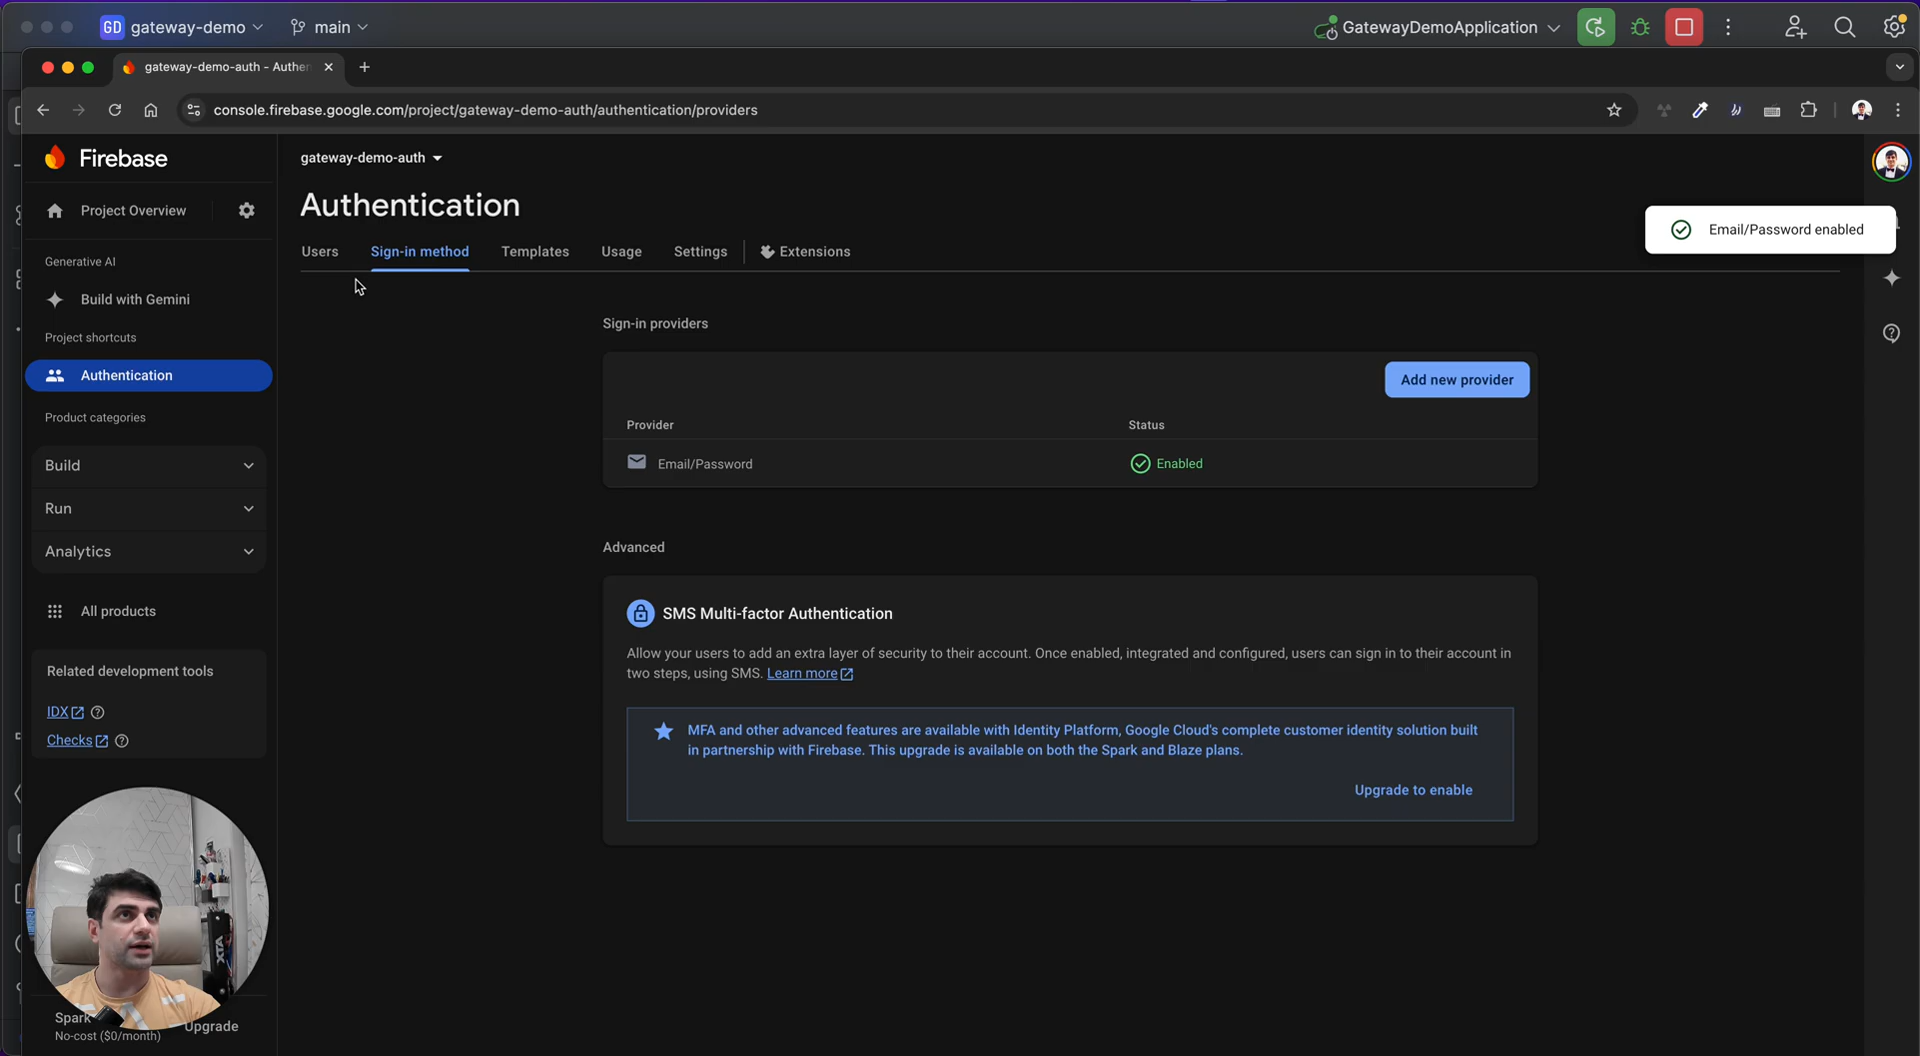 GD gateway-demo
main
GatewayDemoApplication
gateway-demo-auth - Authen
console.firebase.google.com/project/gateway-demo-auth/authentication/providers
Firebase
gateway-demo-auth
Project Overview
Authentication
Email/Password enabled
Users
Sign-in method
Templates
Usage
Settings
Extensions
Generative AI
Build with Gemini
Project shortcuts
Authentication
Product categories
Build
Run
Analytics
All products
Related development tools
IDX
Checks
Spark
No-cost ($0/month)
Upgrade
Sign-in providers
Add new provider
Provider
Status
Email/Password
Enabled
Advanced
SMS Multi-factor Authentication
Allow your users to add an extra layer of security to their account. Once enabled, integrated and configured, users can sign in to their account in
two steps, using SMS. Learn more
MFA and other advanced features are available with Identity Platform, Google Cloud's complete customer identity solution built
in partnership with Firebase. This upgrade is available on both the Spark and Blaze plans.
Upgrade to enable